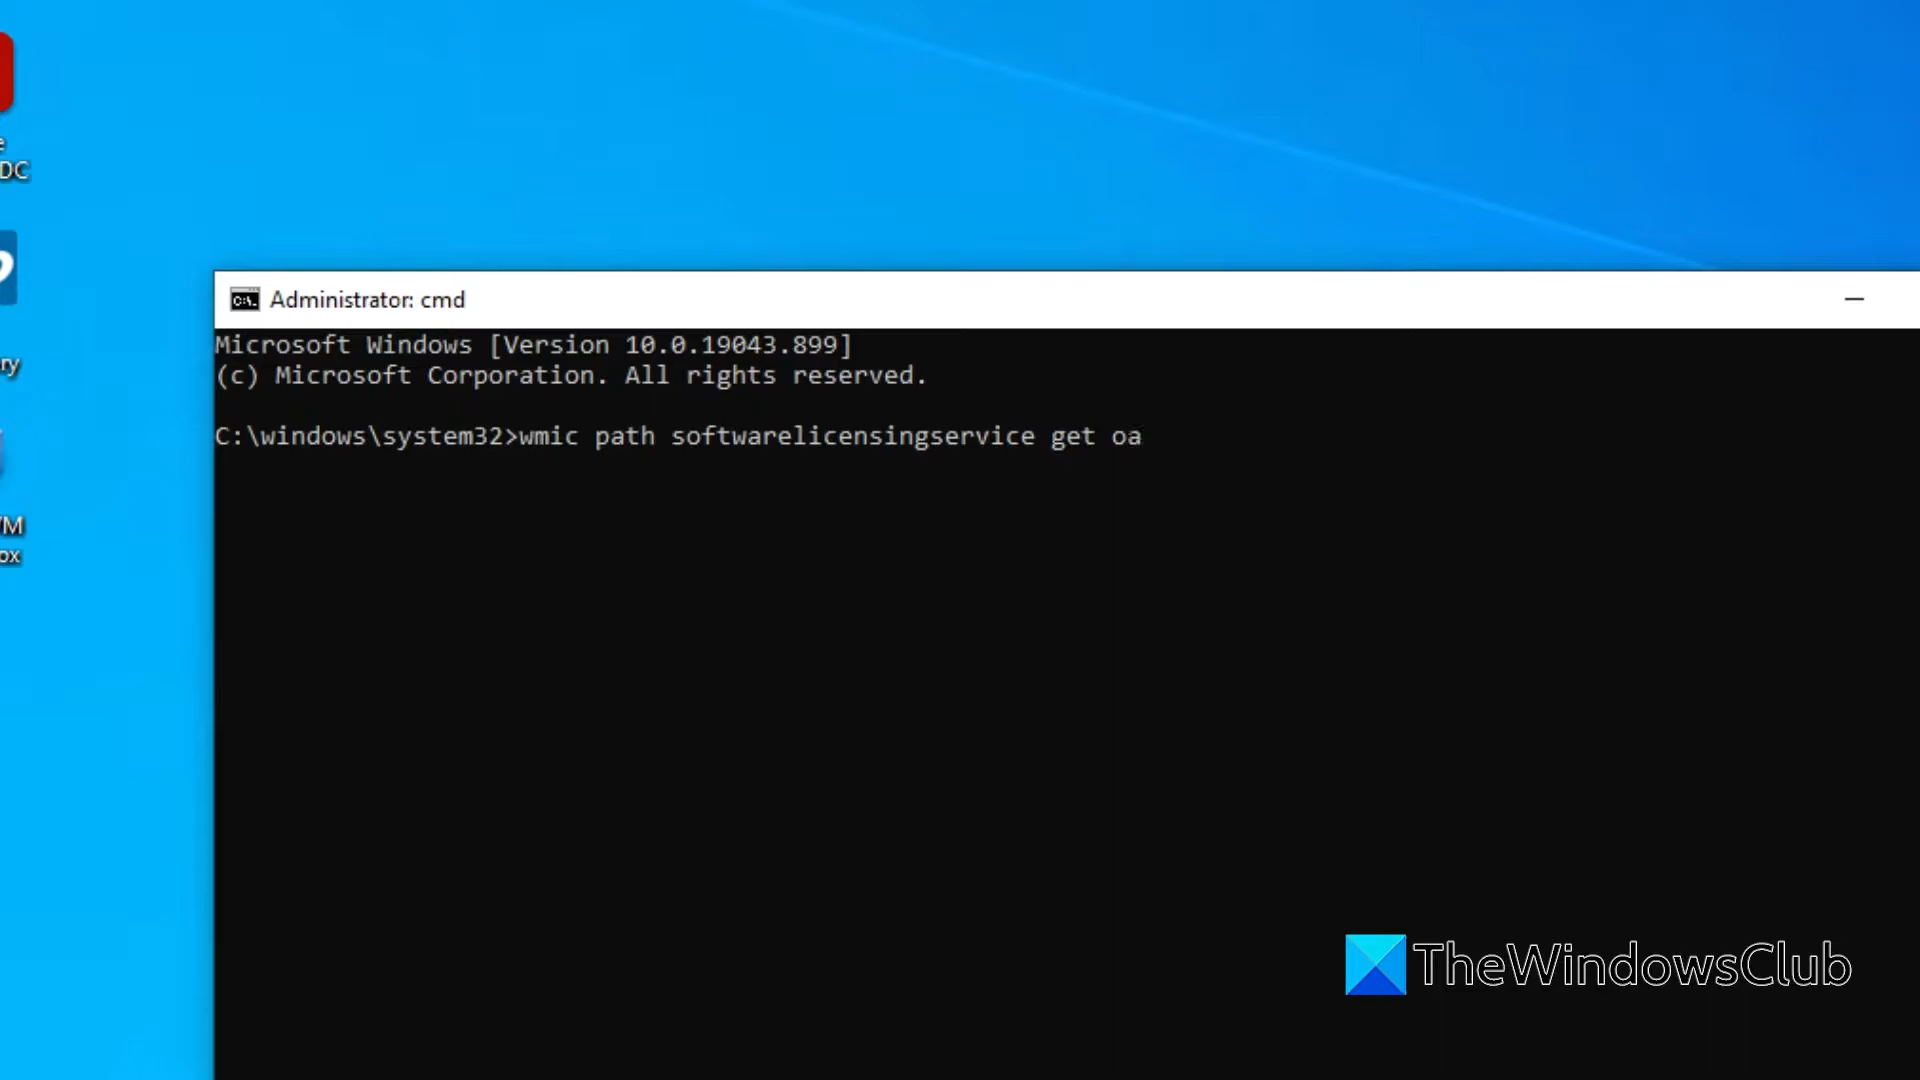 DC
Administrator: cmd
Microsoft Windows [Version 10.0.19043.899]
(c) Microsoft Corporation. All rights reserved.
C:\windows\system32>wmic path softwarelicensingservice get oa
TheWindowsClub